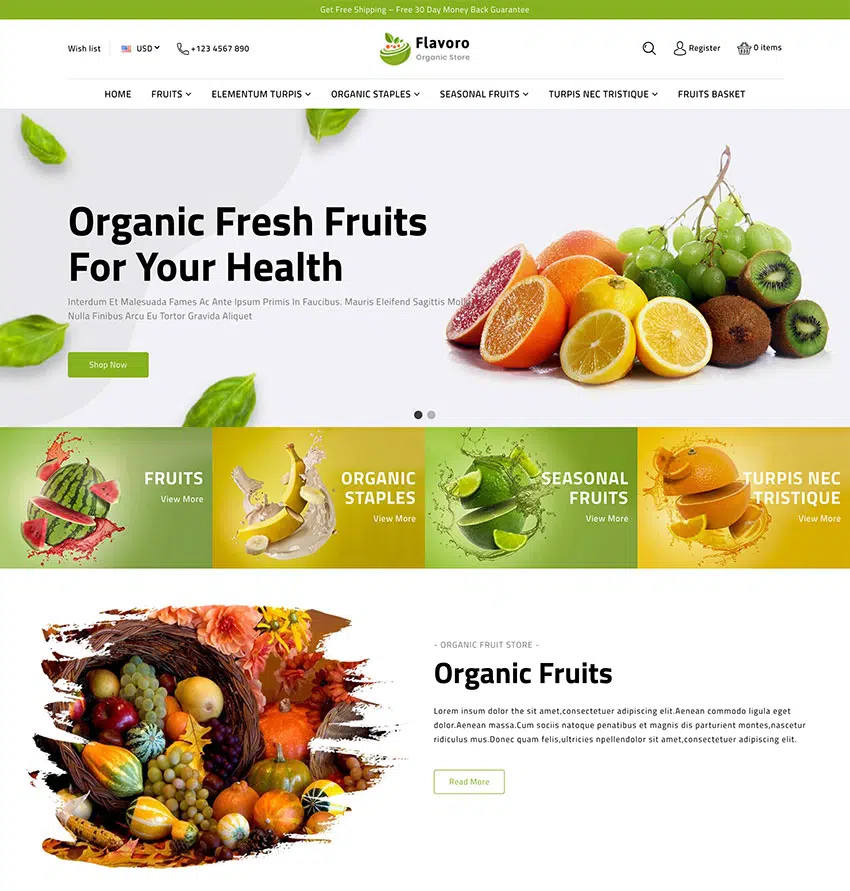 Get Free Shipping – Free 30 Day Money Back Guarantee
Wish list
USD
+123 4567 890
Flavoro
Organic Store
Register
0 items
HOME
FRUITS
ELEMENTUM TURPIS
ORGANIC STAPLES
SEASONAL FRUITS
TURPIS NEC TRISTIQUE
FRUITS BASKET
Organic Fresh Fruits
For Your Health
Interdum Et Malesuada Fames Ac Ante Ipsum Primis In Faucibus. Mauris Eleifend Sagittis
Nulla Finibus Arcu Eu Tortor Gravida Aliquet
Shop Now
FRUITS
View More
ORGANIC
STAPLES
View More
SEASONAL
FRUITS
View More
TURPIS NEC
TRISTIQUE
View More
- ORGANIC FRUIT STORE -
Organic Fruits
Lorem insum dolor the sit amet,consectetuer adipiscing elit.Aenean commodo ligula eget
dolor.Aenean massa.Cum sociis natoque penatibus et magnis dis parturient montes,nascetur
ridiculus mus.Donec quam felis,ultricies npellendolor sit amet,consectetuer adipiscing elit.
Read More